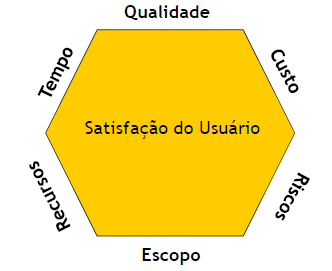 Qualidade
Tempo
Custo
Satisfação do Usuário
Recursos
Riscos
Escopo